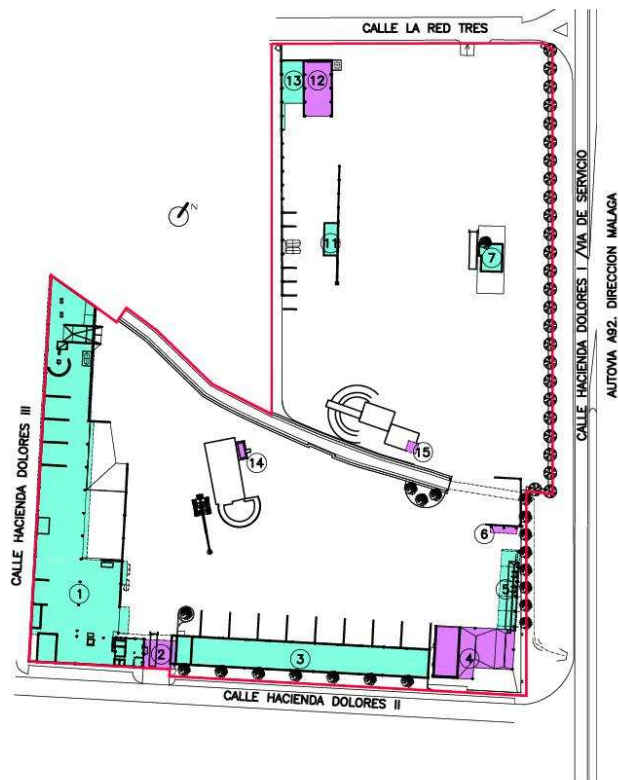 CALLE LA RED TRES
13
12
N
11
7
CALLE HACIENDA DOLORES I /VIA DE SERVICIO
AUTOVIA A92. DIRECCION MALAGA
15
14
6
CALLE HACIENDA DOLORES III
1
5
2
3
4
CALLE HACIENDA DOLORES II